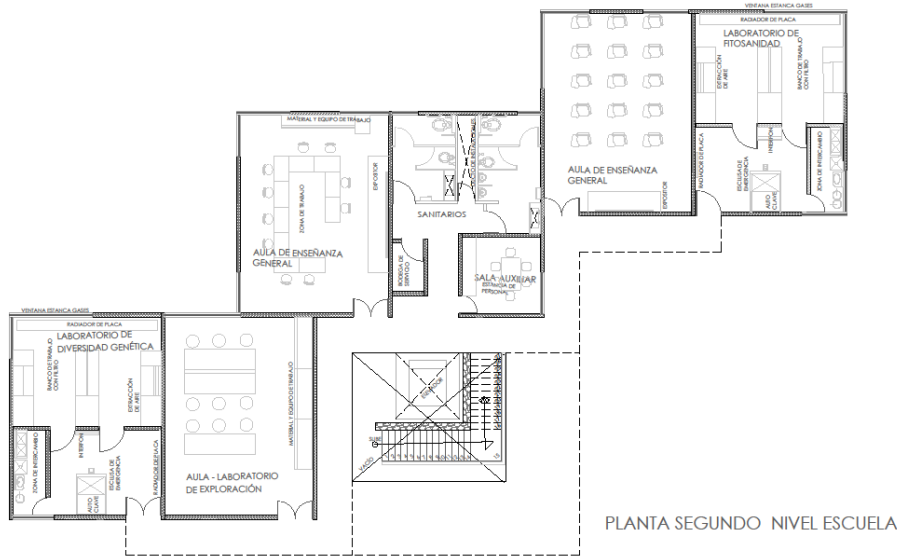 VENTANA ESTANCA GASES
RADIADOR DE PLACA
LABORATORIO DE
FITOSANIDAD
EXTRACCIÓN
DE AIRE
BANCO DE TRABAJO
CON FILTRO
RADIADOR DE PLACA
INTERFON
ESCLUSA DE
EMERGENCIA
AUTO
CLAVE
ZONA DE INTERCAMBIO
AULA DE ENSEÑANZA
GENERAL
EXPOSITOR
MATERIAL Y EQUIPO DE TRABAJO
ZONA DE TRABAJO
EXPOSITOR
AULA DE ENSEÑANZA
GENERAL
SANITARIOS
BODEGA DE
SERVICIO
SALA AUXILIAR
ESTANCIA DE
PERSONAL
VENTANA ESTANCA GASES
RADIADOR DE PLACA
LABORATORIO DE
DIVERSIDAD GENÉTICA
BANCO DE TRABAJO
CON FILTRO
EXTRACCIÓN
DE AIRE
ZONA DE INTERCAMBIO
INTERFON
ESCLUSA DE
EMERGENCIA
AUTO
CLAVE
RADIADOR DE PLACA
MATERIAL Y EQUIPO DE TRABAJO
AULA - LABORATORIO
DE EXPLORACIÓN
ELEVADOR
SUBE
VACÍO
PLANTA SEGUNDO NIVEL ESCUELA